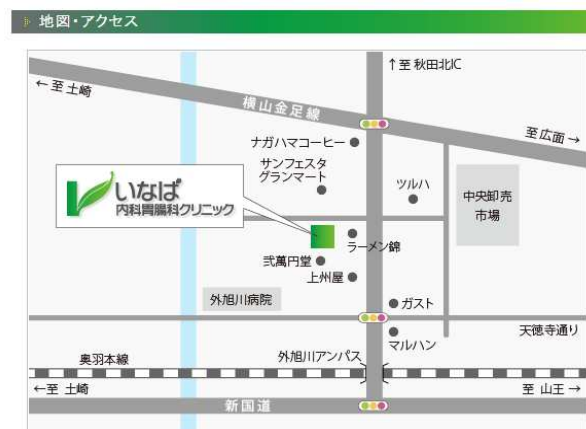 地図・アクセス
↑至 秋田北IC
←至 土崎
横山金足線
至広面→
ナガハマコーヒー
サンフェスタ
グランマート
ツルハ
中央卸売
市場
いなば
内科胃腸科クリニック
ラーメン錦
弐萬円堂
上州屋
外旭川病院
ガスト
天徳寺通り
マルハン
外旭川アンパス
奥羽本線
←至 土崎
至 山王→
新国道